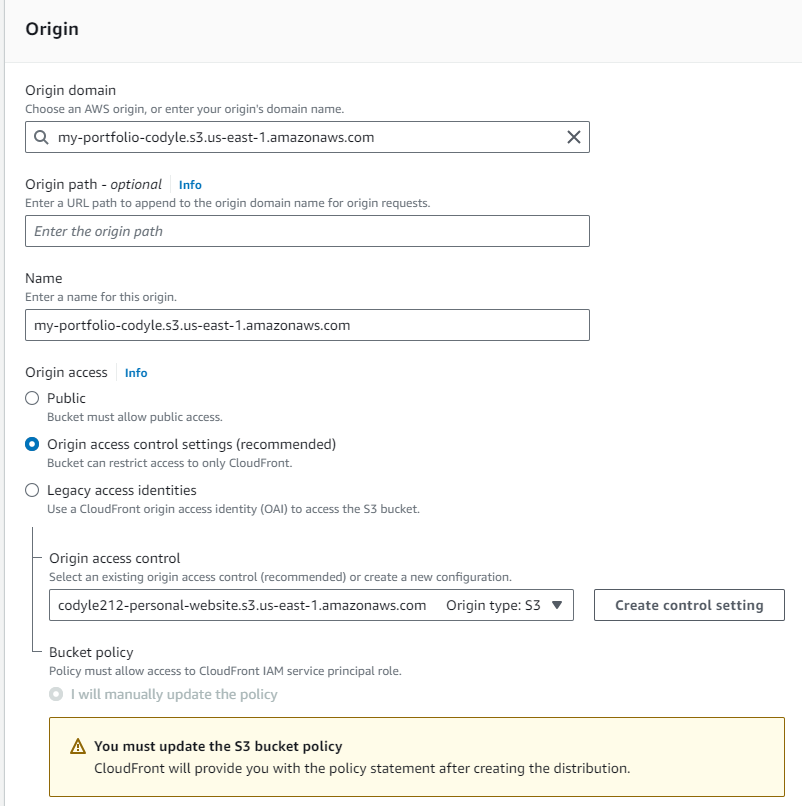 Origin
Origin domain
Choose an AWS origin, or enter your origin's domain name.
my-portfolio-codyle.s3.us-east-1.amazonaws.com
Origin path - optional Info
Enter a URL path to append to the origin domain name for origin requests.
Enter the origin path
Name
Enter a name for this origin.
my-portfolio-codyle.s3.us-east-1.amazonaws.com
Origin access Info
Public
Bucket must allow public access.
Origin access control settings (recommended)
Bucket can restrict access to only CloudFront.
Legacy access identities
Use a CloudFront origin access identity (OAI) to access the S3 bucket.
Origin access control
Select an existing origin access control (recommended) or create a new configuration.
codyle212-personal-website.s3.us-east-1.amazonaws.com Origin type: S3 Create control setting
Bucket policy
Policy must allow access to CloudFront IAM service principal role.
I will manually update the policy
You must update the S3 bucket policy
CloudFront will provide you with the policy statement after creating the distribution.